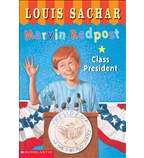 LOUIS SACHAR
Marvin Redpost
Class
President
SCHOLASTIC